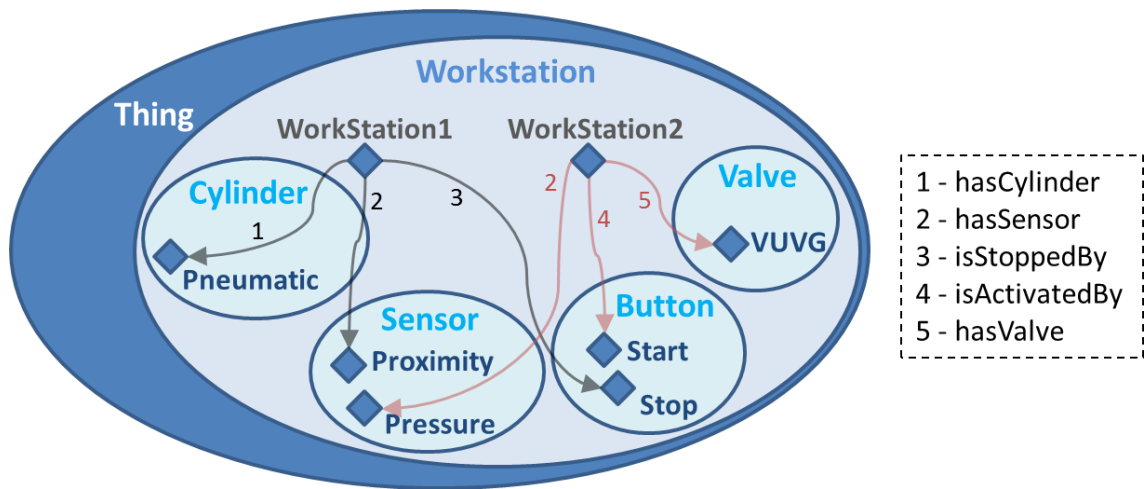 Workstation
Thing
WorkStation1
WorkStation2
Cylinder
Valve
2
3
2
4
5
1
VUVG
Pneumatic
Sensor
Button
Proximity
Start
Pressure
Stop
1 - hasCylinder
2 - hasSensor
3 - isStoppedBy
4 - isActivatedBy
5 - hasValve